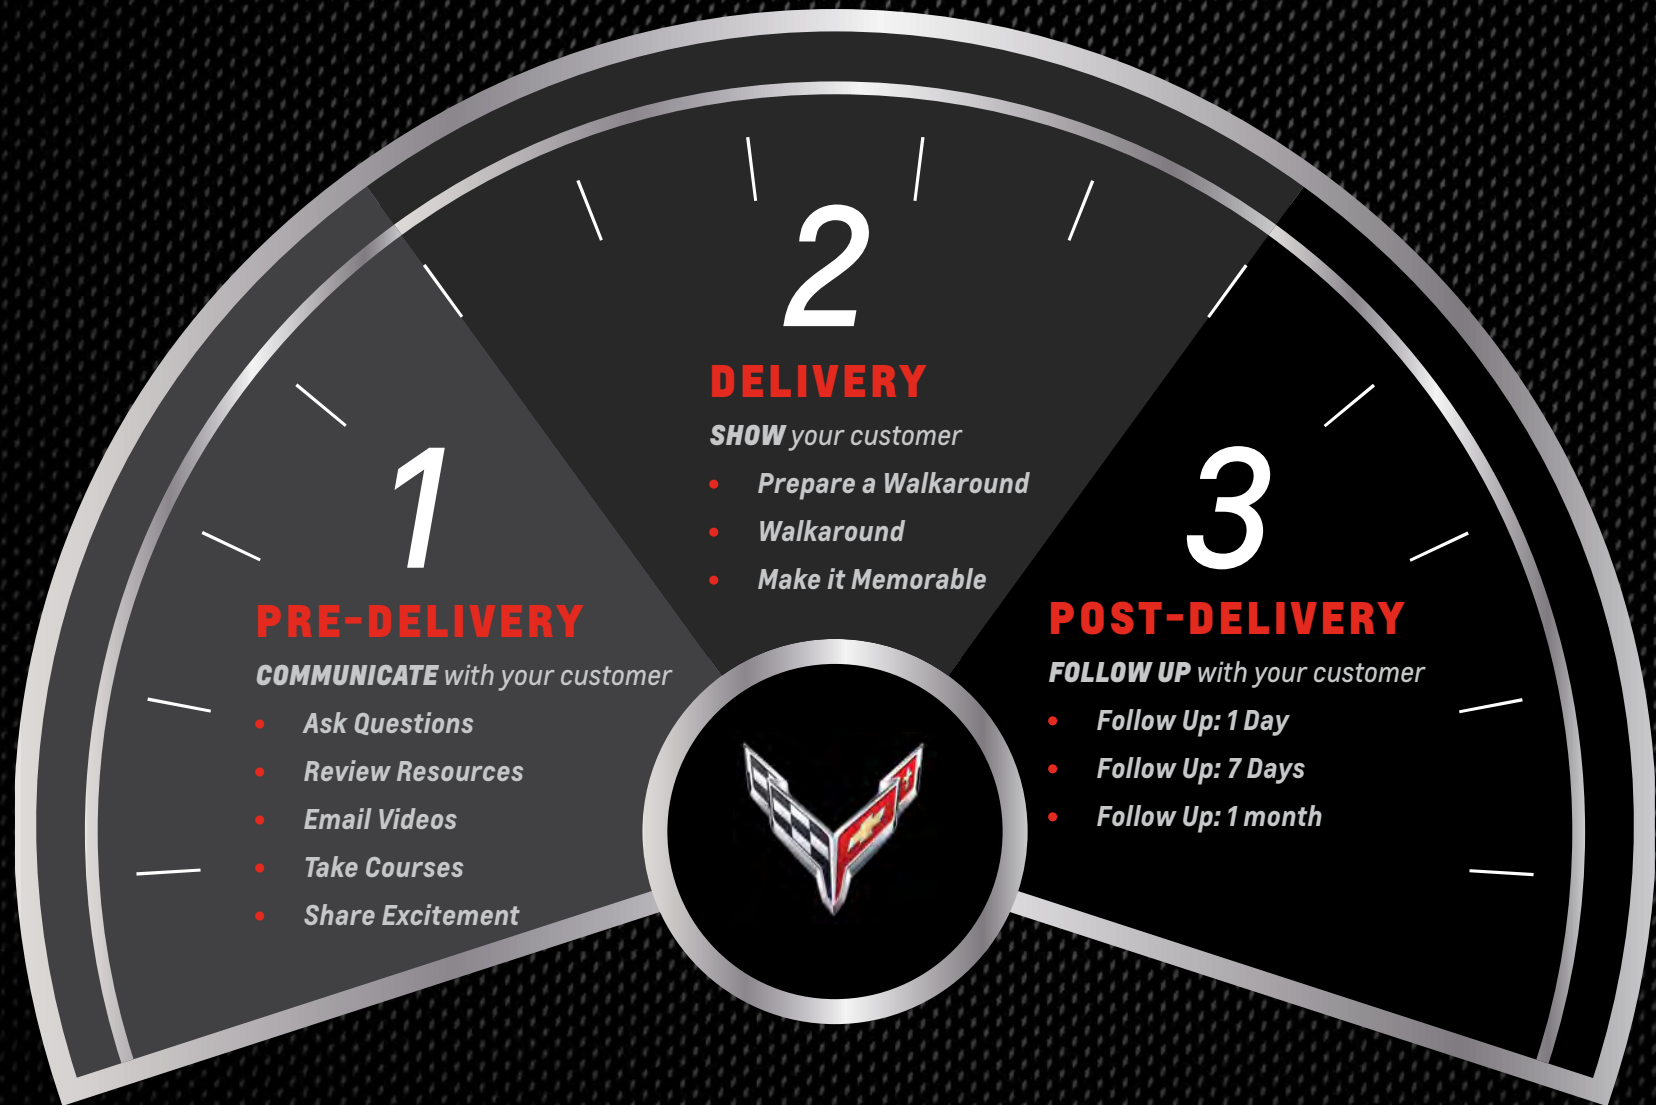 1
PRE-DELIVERY
COMMUNICATE with your customer
• Ask Questions
• Review Resources
• Email Videos
• Take Courses
• Share Excitement
2
DELIVERY
SHOW your customer
• Prepare a Walkaround
• Walkaround
• Make it Memorable
3
POST-DELIVERY
FOLLOW UP with your customer
• Follow Up: 1 Day
• Follow Up: 7 Days
• Follow Up: 1 month